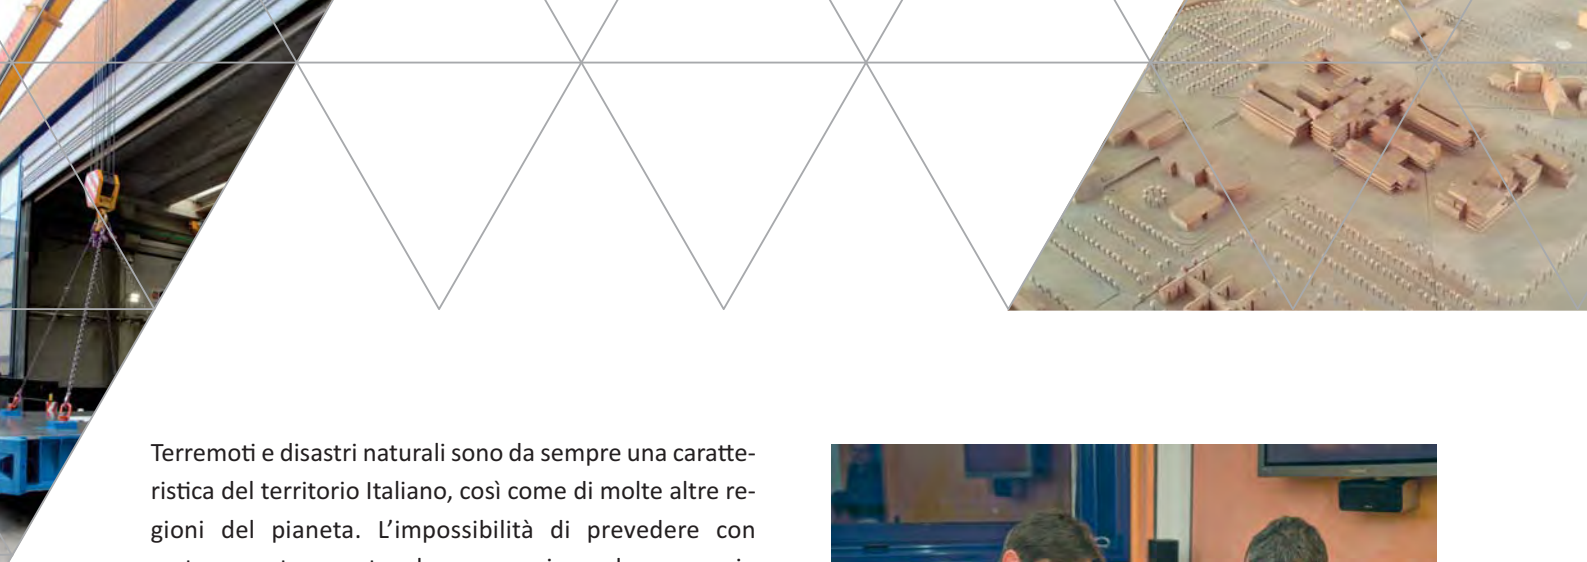 Terremoti e disastri naturali sono da sempre una caratte-
ristica del territorio Italiano, così come di molte altre re-
gioni del pianeta. L’impossibilità di prevedere con